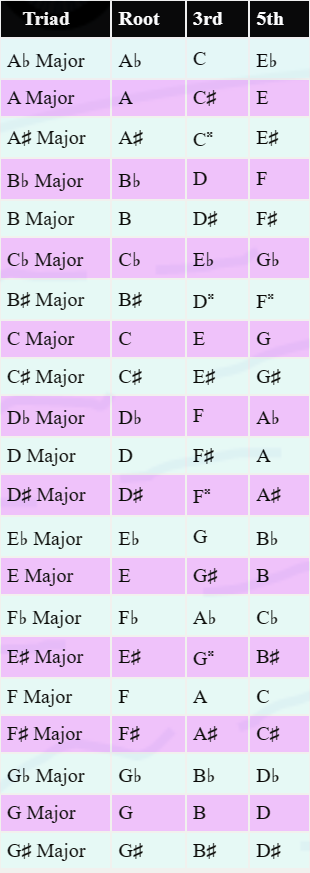 Triad Root 3rd 5th
A♭ Major A♭ C E♭
A Major A C♯ E
A♯ Major A♯ C𝄪 E♯
B♭ Major B♭ D F
B Major B D♯ F♯
C♭ Major C♭ E♭ G♭
B♯ Major B♯ D𝄪 F𝄪
C Major C E G
C♯ Major C♯ E♯ G♯
D♭ Major D♭ F A♭
D Major D F♯ A
D♯ Major D♯ F𝄪 A♯
E♭ Major E♭ G B♭
E Major E G♯ B
F♭ Major F♭ A♭ C♭
E♯ Major E♯ G𝄪 B♯
F Major F A C
F♯ Major F♯ A♯ C♯
G♭ Major G♭ B♭ D♭
G Major G B D
G♯ Major G♯ B♯ D♯